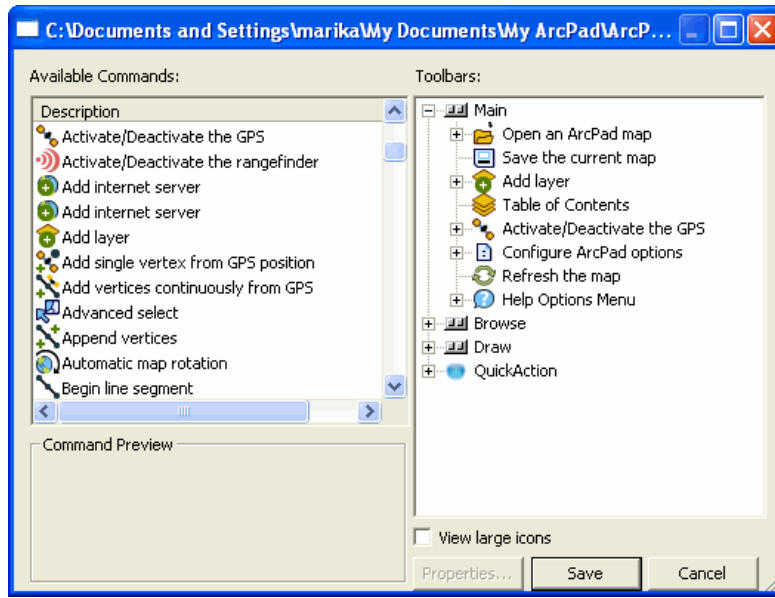 C:\Documents and Settings\marika\My Documents\My ArcPad\ArcP...
Available Commands:
Description
Activate/Deactivate the GPS
Activate/Deactivate the rangefinder
Add internet server
Add internet server
Add layer
Add single vertex from GPS position
Add vertices continuously from GPS
Advanced select
Append vertices
Automatic map rotation
Begin line segment
Command Preview
Toolbars:
Main
Open an ArcPad map
Save the current map
Add layer
Table of Contents
Activate/Deactivate the GPS
Configure ArcPad options
Refresh the map
Help Options Menu
Browse
Draw
QuickAction
View large icons
Properties...
Save
Cancel